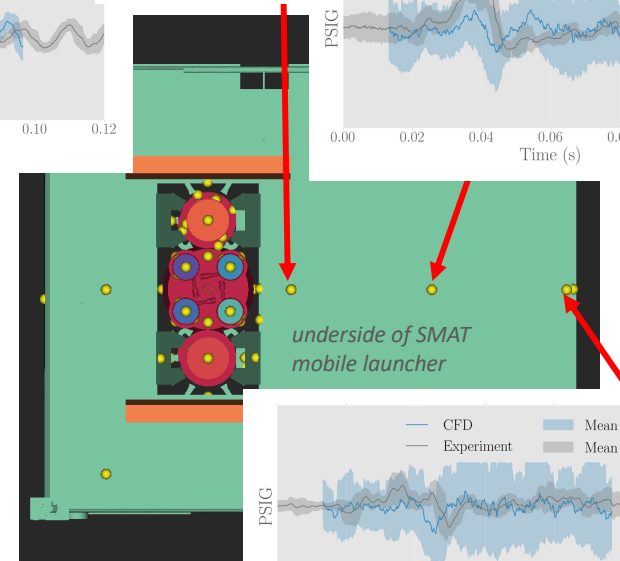 0.10 0.12
PSIG
0.00 0.02 0.04 0.06
Time (s)
underside of SMAT
mobile launcher
CFD Mean
Experiment Mean
PSIG